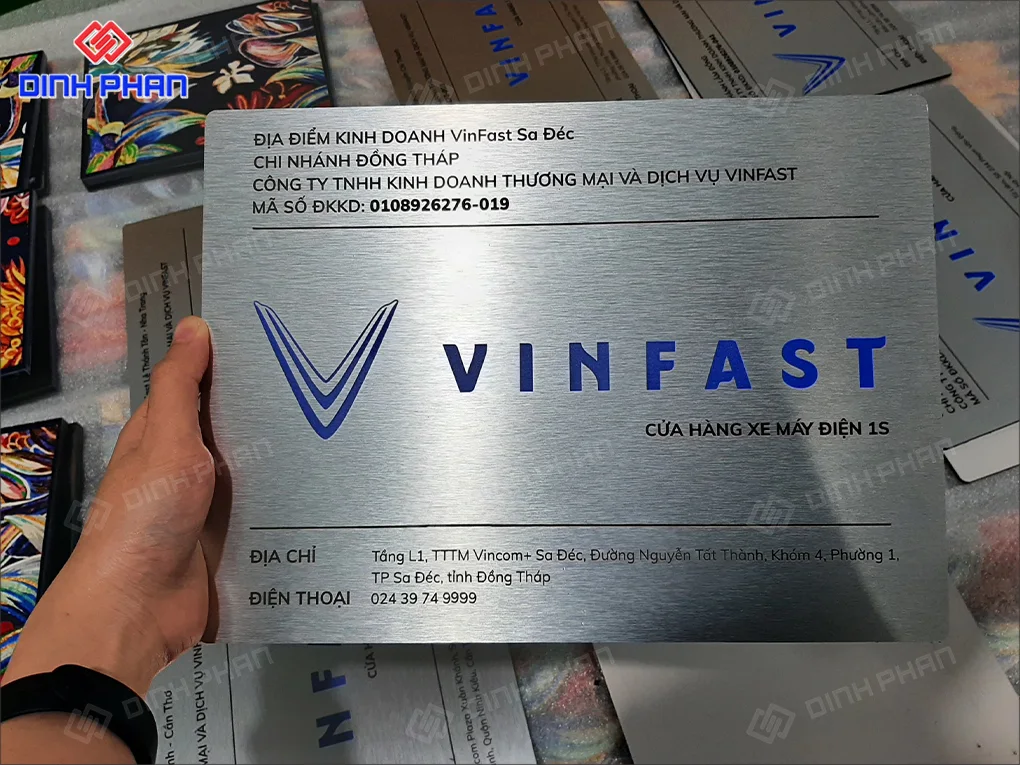 DINH PHAN
ĐỊA ĐIỂM KINH DOANH VinFast Sa Đéc
CHI NHÁNH ĐỒNG THÁP
CÔNG TY TNHH KINH DOANH THƯƠNG MẠI VÀ DỊCH VỤ VINFAST
MÃ SỐ ĐKKD: 0108926276-019
VINFAST
CỬA HÀNG XE MÁY ĐIỆN 1S
ĐỊA CHỈ Tầng L1, TTTM Vincom+ Sa Đéc, Đường Nguyễn Tất Thành, Khóm 4, Phường 1,
TP Sa Đéc, tỉnh Đồng Tháp
ĐIỆN THOẠI 024 39 74 9999